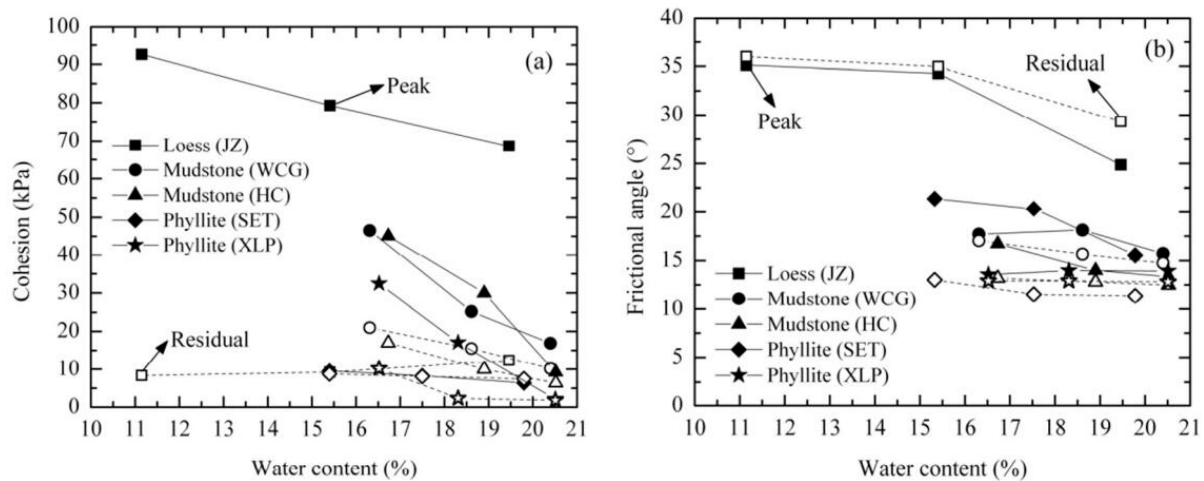 100
90
80
70
60
50
40
30
20
10
0
Cohesion (kPa)
(a)
Peak
Loess (JZ)
Mudstone (WCG)
Mudstone (HC)
Phyllite (SET)
Phyllite (XLP)
Residual
10 11 12 13 14 15 16 17 18 19 20 21
Water content (%)
40
35
30
25
20
15
10
5
0
Frictional angle (°)
(b)
Residual
Peak
Loess (JZ)
Mudstone (WCG)
Mudstone (HC)
Phyllite (SET)
Phyllite (XLP)
10 11 12 13 14 15 16 17 18 19 20 21
Water content (%)